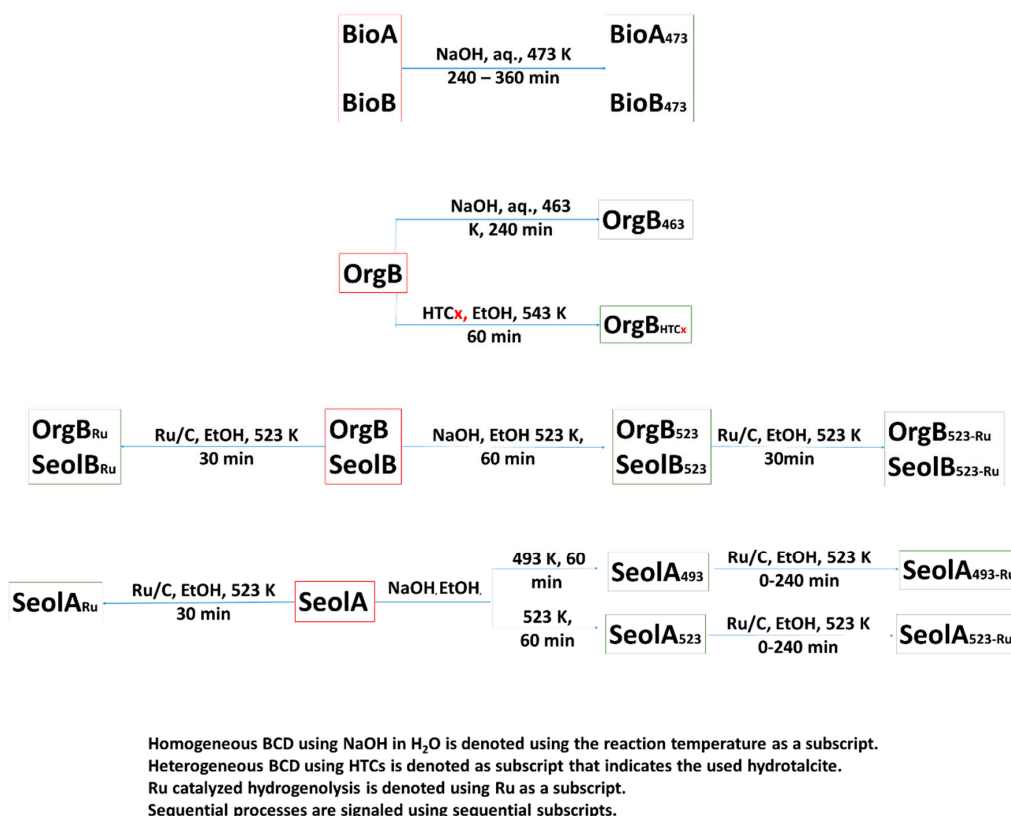 BioA
BioB
NaOH, aq., 473 K
240 – 360 min
BioA473
BioB473
OrgB
NaOH, aq., 463
K, 240 min
OrgB463
HTCx, EtOH, 543 K
60 min
OrgBHTCx
OrgBRu
SeolBRu
Ru/C, EtOH, 523 K
30 min
OrgB
SeolB
NaOH, EtOH 523 K,
60 min
OrgB523
SeolB523
Ru/C, EtOH, 523 K
30min
OrgB523-Ru
SeolB523-Ru
SeolARu
Ru/C, EtOH, 523 K
30 min
SeolA
NaOH, EtOH,
493 K, 60
min
SeolA493
Ru/C, EtOH, 523 K
0-240 min
SeolA493-Ru
523 K,
60 min
SeolA523
Ru/C, EtOH, 523 K
0-240 min
SeolA523-Ru
Homogeneous BCD using NaOH in H2O is denoted using the reaction temperature as a subscript.
Heterogeneous BCD using HTCs is denoted as subscript that indicates the used hydrotalcite.
Ru catalyzed hydrogenolysis is denoted using Ru as a subscript.
Sequential processes are signaled using sequential subscripts.